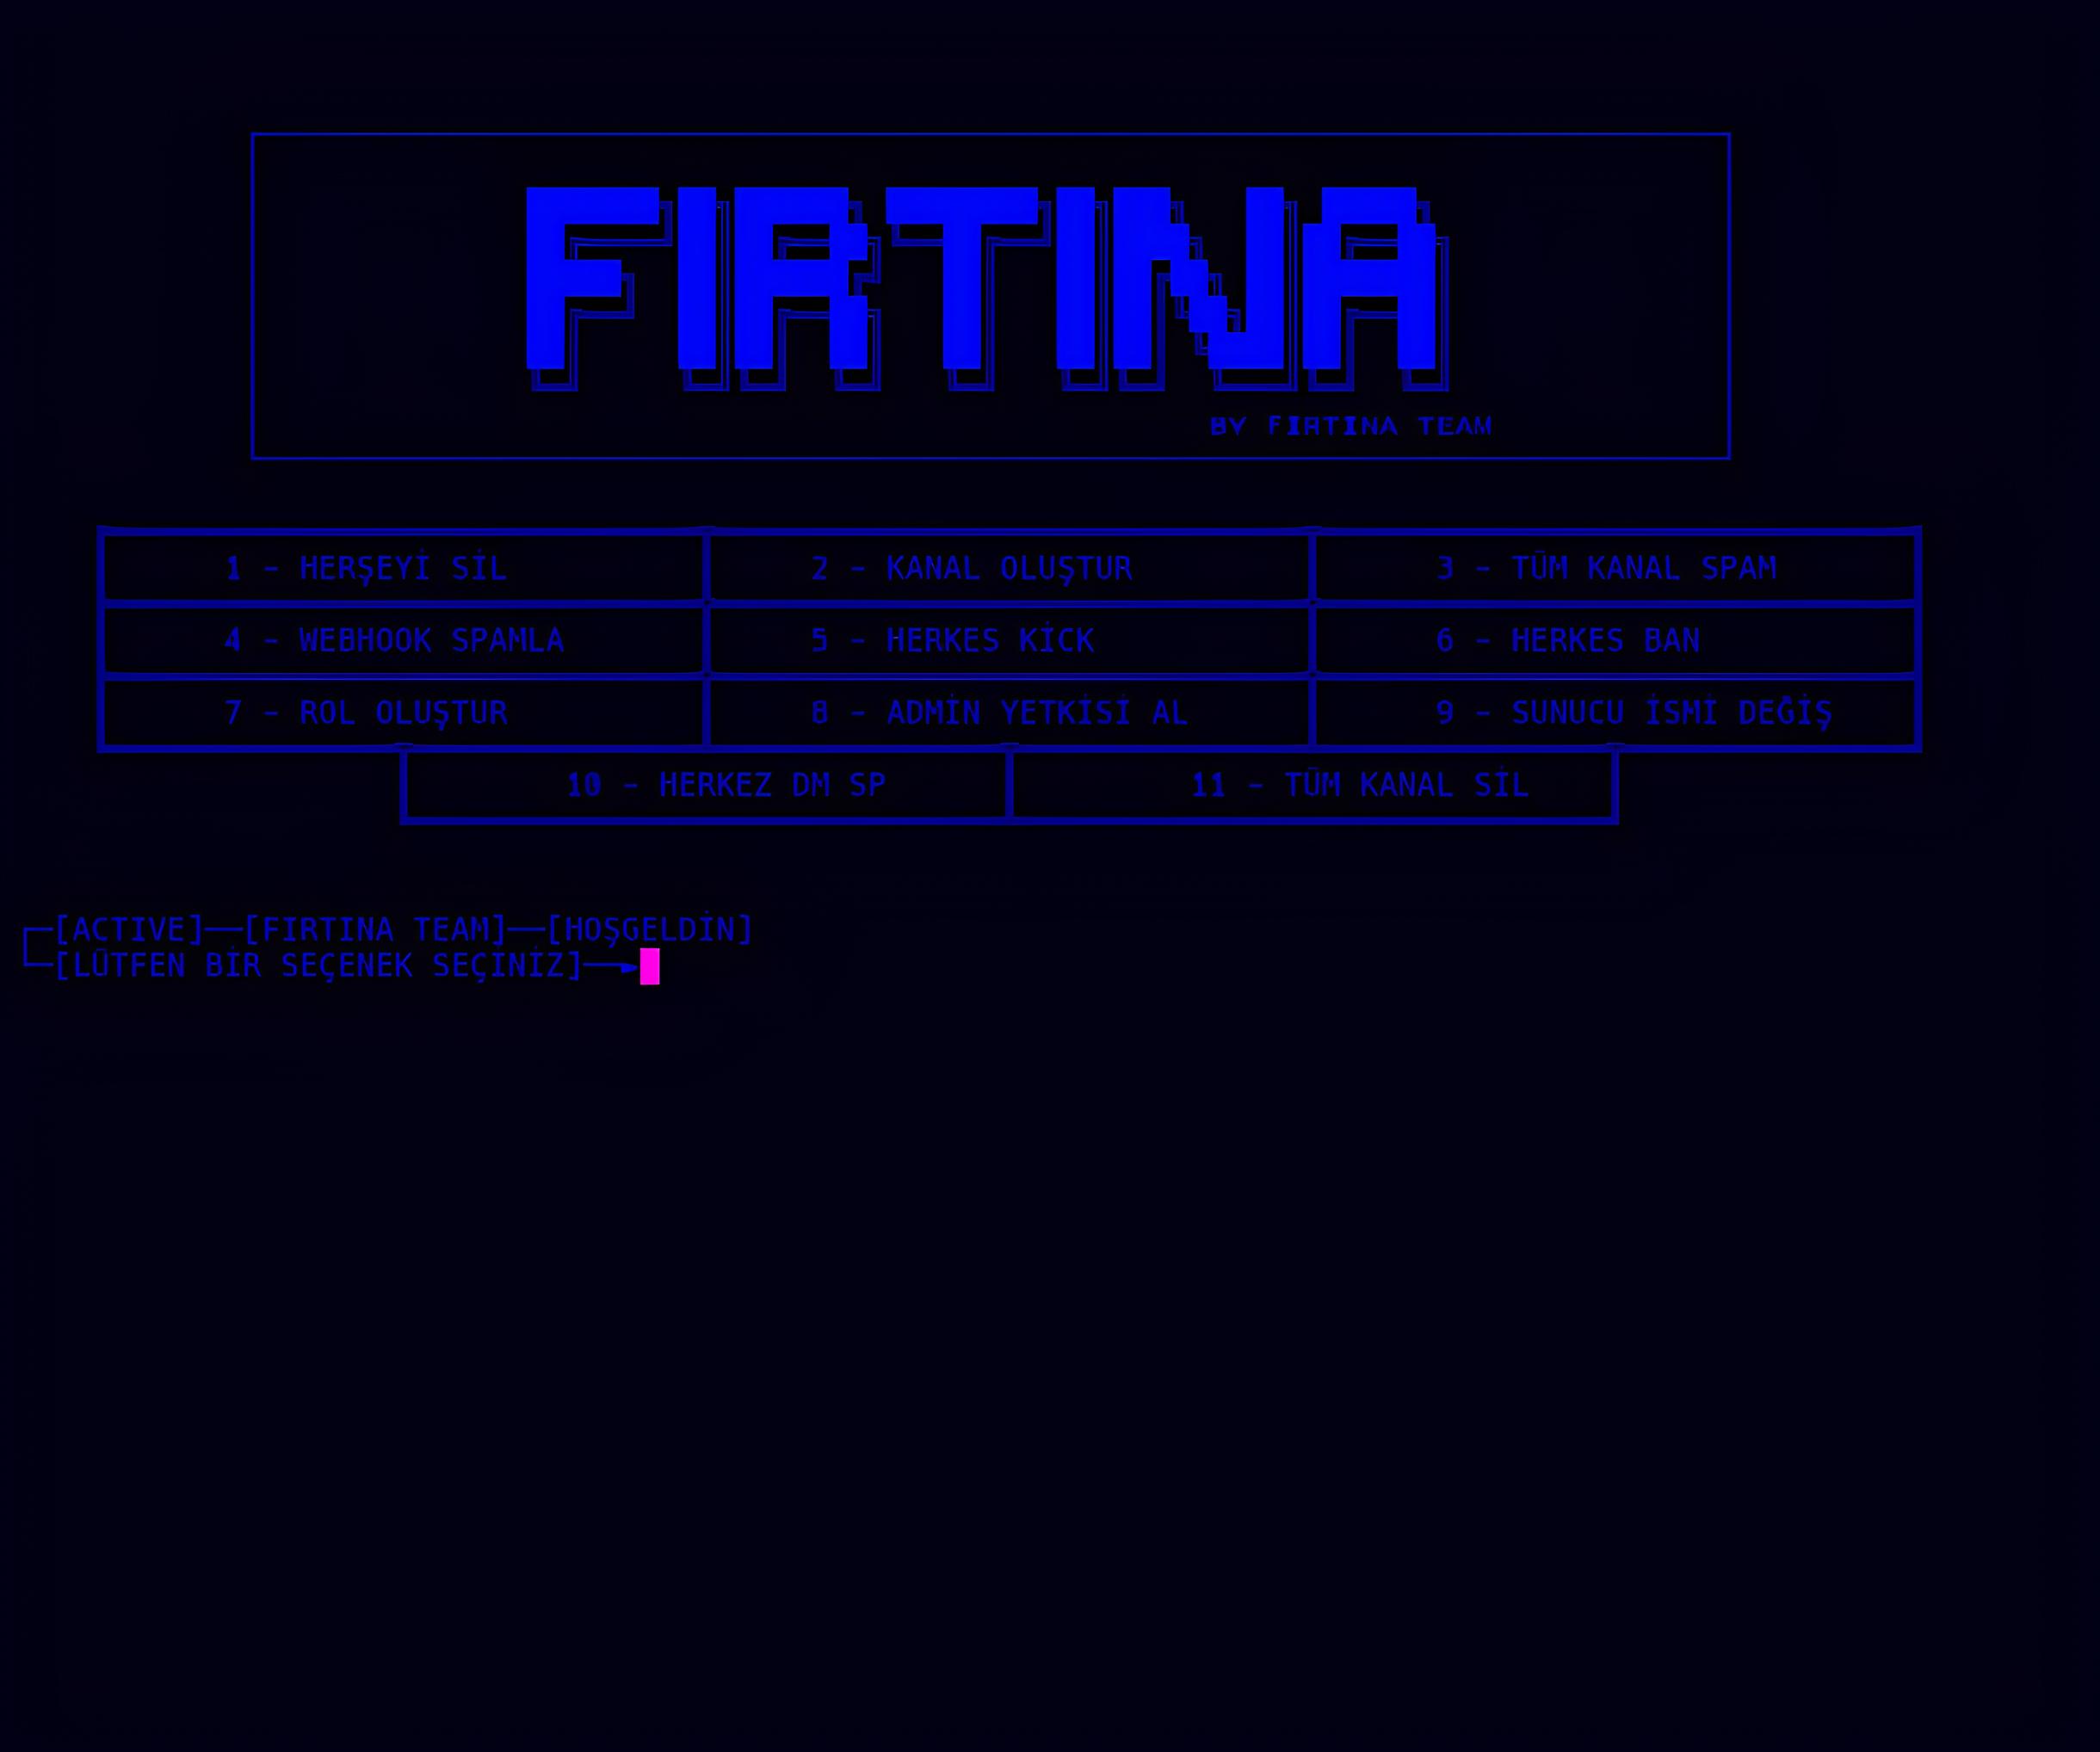 FIRTINA
BY FIRTINA TEAM
1 - HERŞEYİ SİL 2 - KANAL OLUŞTUR 3 - TÜM KANAL SPAM
4 - WEBHOOK SPAMLA 5 - HERKES KİCK 6 - HERKES BAN
7 - ROL OLUŞTUR 8 - ADMİN YETKİSİ AL 9 - SUNUCU İSMİ DEĞİŞ
10 - HERKEZ DM SP 11 - TÜM KANAL SİL
[ACTIVE]──[FIRTINA TEAM]──[HOŞGELDİN]
[LÜTFEN BİR SEÇENEK SEÇİNİZ]